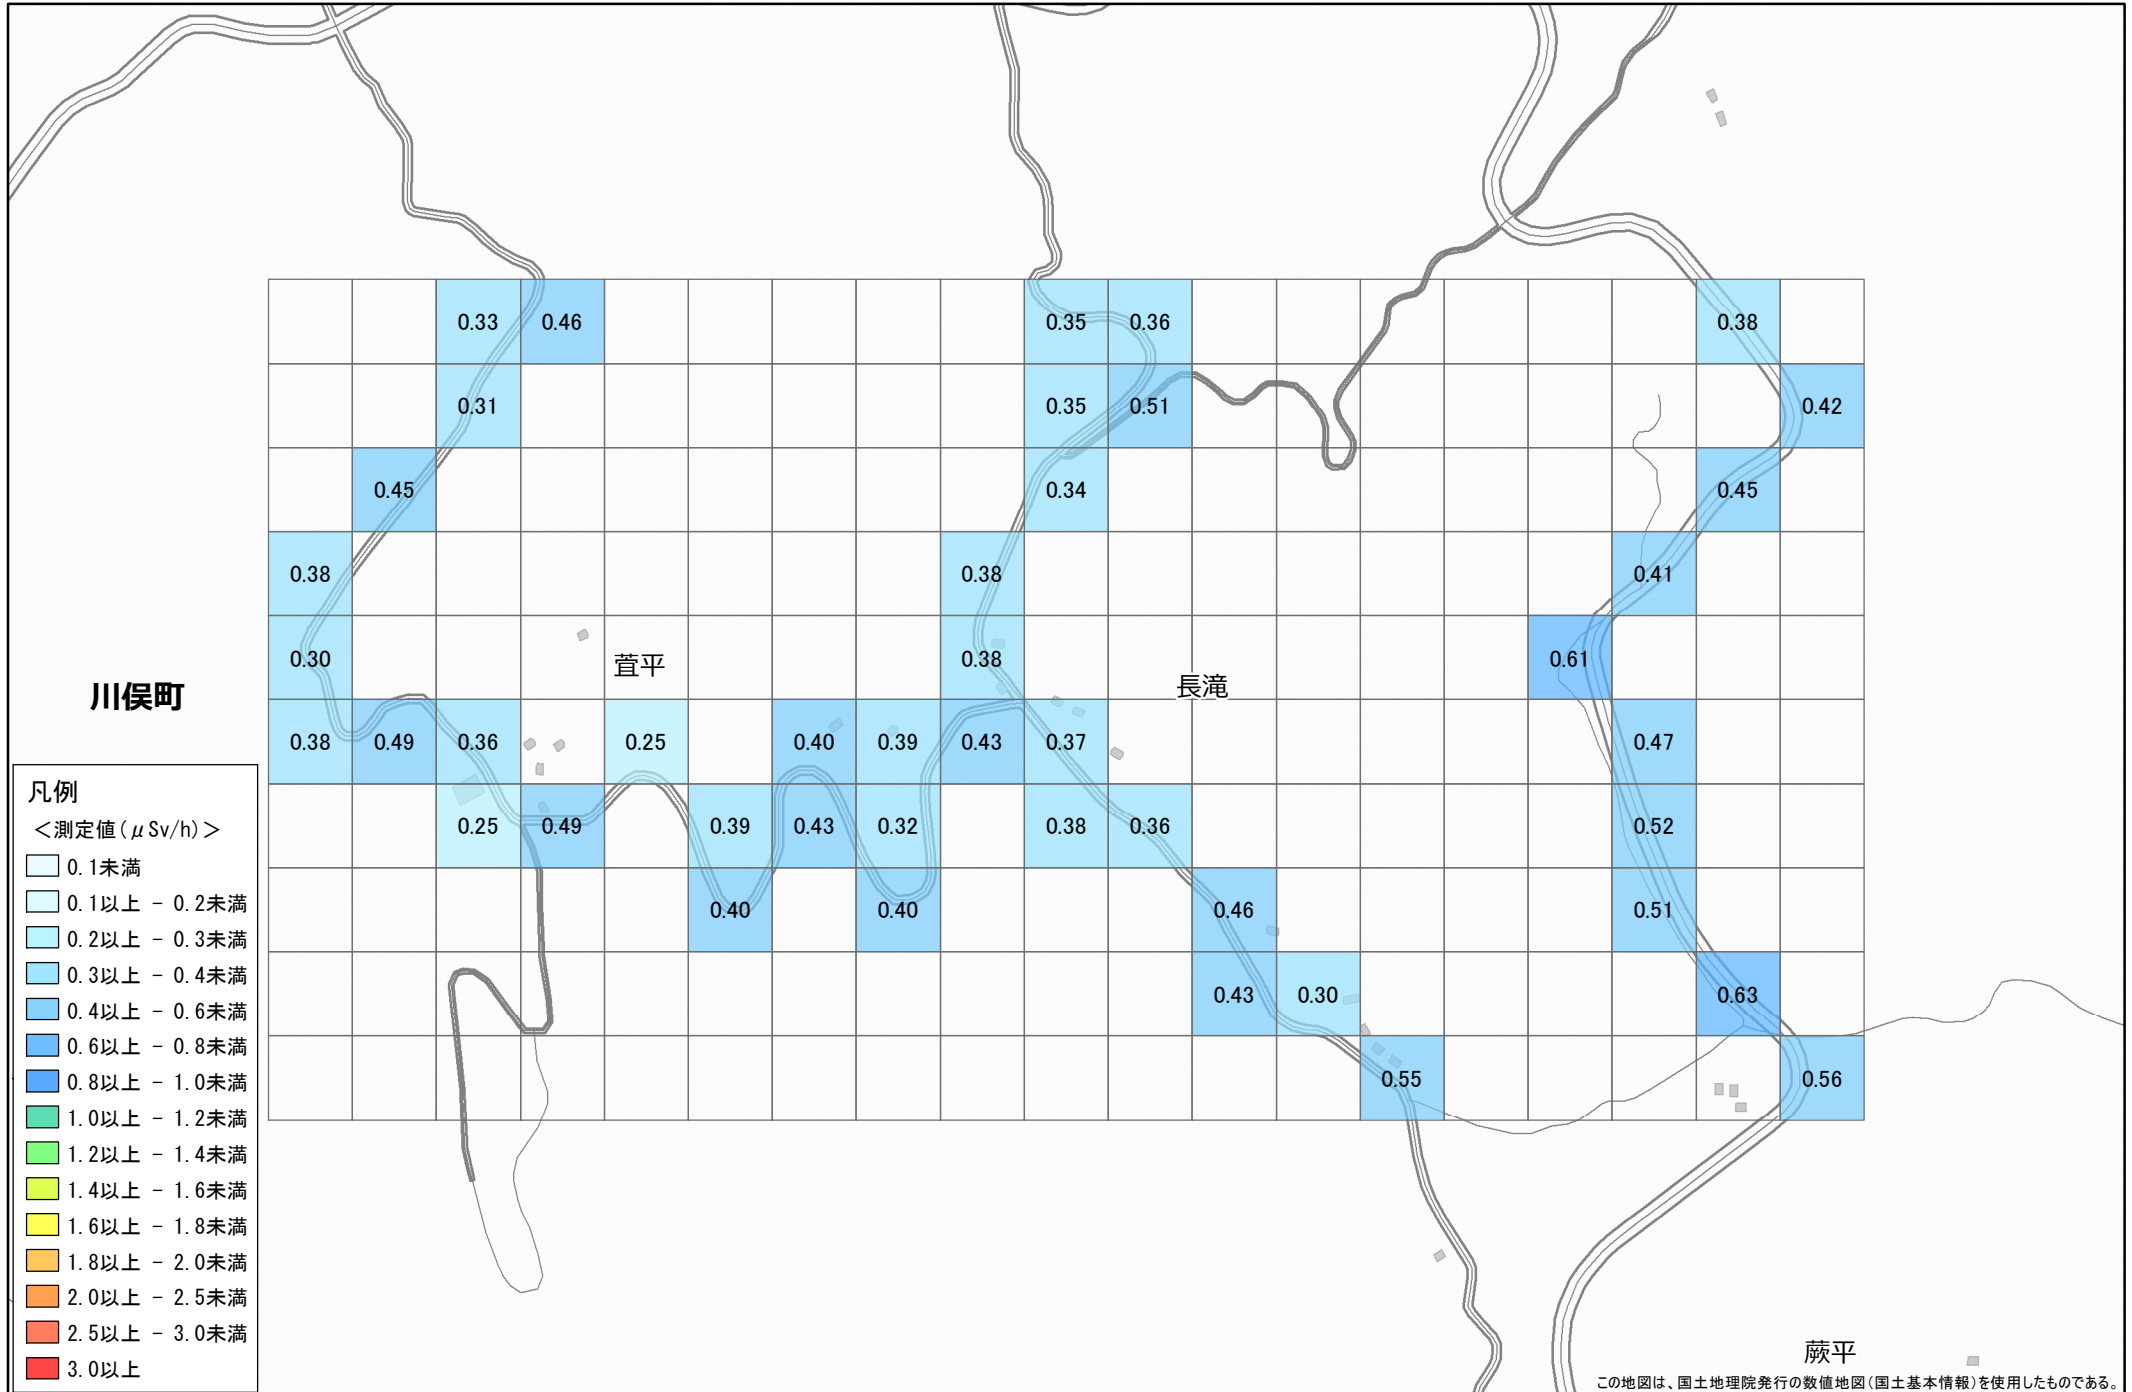 0.33 0.46 0.35 0.36 0.38
0.31 0.35 0.51 0.42
0.45 0.34 0.45
0.38 0.38 0.41
0.30 0.38 0.61
萱平
長滝
川俣町
0.38 0.49 0.36 0.25 0.40 0.39 0.43 0.37 0.47
0.25 0.49 0.39 0.43 0.32 0.38 0.36 0.52
0.40 0.40 0.46 0.51
0.43 0.30 0.63
0.55 0.56
凡例
＜測定値(μSv/h)＞
0.1未満
0.1以上 - 0.2未満
0.2以上 - 0.3未満
0.3以上 - 0.4未満
0.4以上 - 0.6未満
0.6以上 - 0.8未満
0.8以上 - 1.0未満
1.0以上 - 1.2未満
1.2以上 - 1.4未満
1.4以上 - 1.6未満
1.6以上 - 1.8未満
1.8以上 - 2.0未満
2.0以上 - 2.5未満
2.5以上 - 3.0未満
3.0以上
蕨平
この地図は、国土地理院発行の数値地図(国土基本情報)を使用したものである。